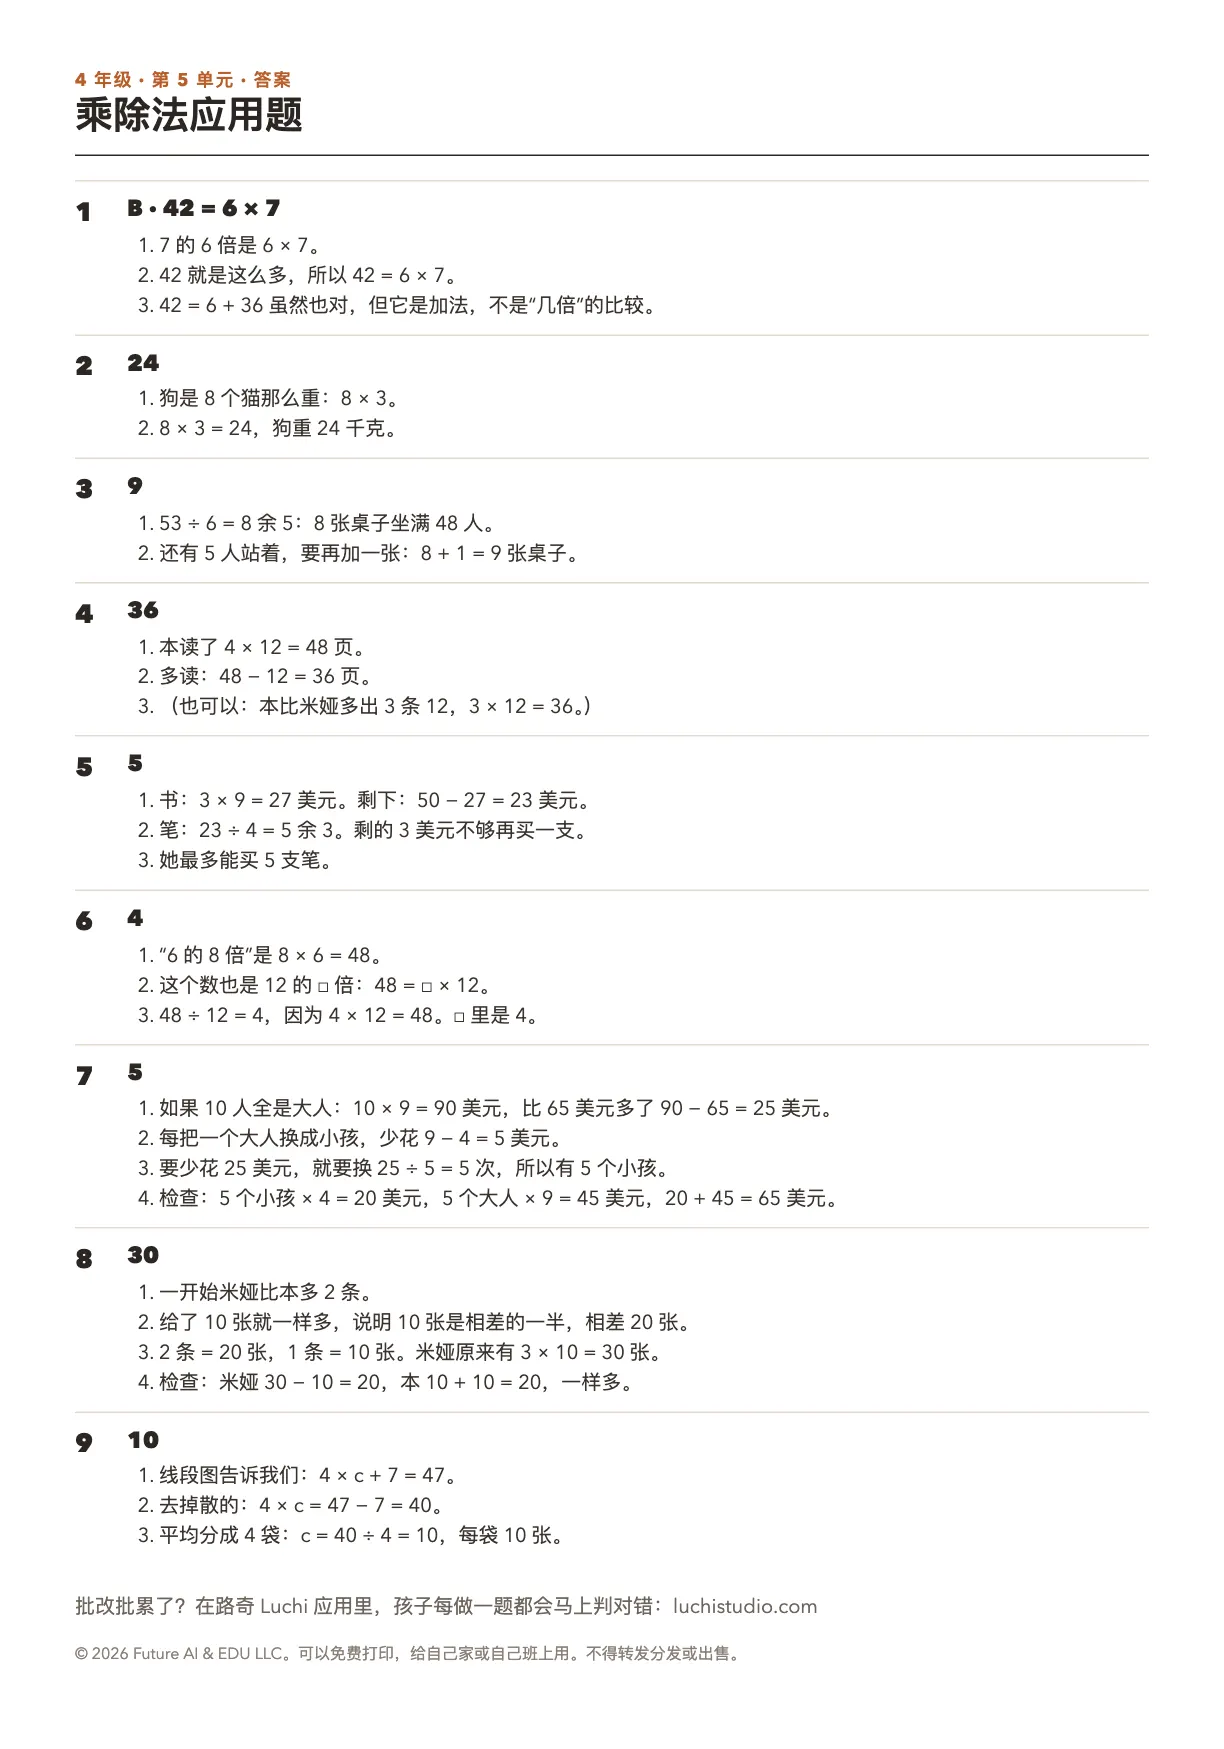 4 年级 · 第 5 单元 · 答案
乘除法应用题
1 B · 42 = 6 × 7
1. 7 的 6 倍是 6 × 7。
2. 42 就是这么多，所以 42 = 6 × 7。
3. 42 = 6 + 36 虽然也对，但它是加法，不是“几倍”的比较。
2 24
1. 狗是 8 个猫那么重：8 × 3。
2. 8 × 3 = 24，狗重 24 千克。
3 9
1. 53 ÷ 6 = 8 余 5：8 张桌子坐满 48 人。
2. 还有 5 人站着，要再加一张：8 + 1 = 9 张桌子。
4 36
1. 本读了 4 × 12 = 48 页。
2. 多读：48 − 12 = 36 页。
3. （也可以：本比米娅多出 3 条 12，3 × 12 = 36。）
5 5
1. 书：3 × 9 = 27 美元。剩下：50 − 27 = 23 美元。
2. 笔：23 ÷ 4 = 5 余 3。剩的 3 美元不够再买一支。
3. 她最多能买 5 支笔。
6 4
1. “6 的 8 倍”是 8 × 6 = 48。
2. 这个数也是 12 的 □ 倍：48 = □ × 12。
3. 48 ÷ 12 = 4，因为 4 × 12 = 48。□ 里是 4。
7 5
1. 如果 10 人全是大人：10 × 9 = 90 美元，比 65 美元多了 90 − 65 = 25 美元。
2. 每把一个大人换成小孩，少花 9 − 4 = 5 美元。
3. 要少花 25 美元，就要换 25 ÷ 5 = 5 次，所以有 5 个小孩。
4. 检查：5 个小孩 × 4 = 20 美元，5 个大人 × 9 = 45 美元，20 + 45 = 65 美元。
8 30
1. 一开始米娅比本多 2 条。
2. 给了 10 张就一样多，说明 10 张是相差的一半，相差 20 张。
3. 2 条 = 20 张，1 条 = 10 张。米娅原来有 3 × 10 = 30 张。
4. 检查：米娅 30 − 10 = 20，本 10 + 10 = 20，一样多。
9 10
1. 线段图告诉我们：4 × c + 7 = 47。
2. 去掉散的：4 × c = 47 − 7 = 40。
3. 平均分成 4 袋：c = 40 ÷ 4 = 10，每袋 10 张。
批改批累了？在路奇 Luchi 应用里，孩子每做一题都会马上判对错：luchistudio.com
© 2026 Future AI & EDU LLC。可以免费打印，给自己家或自己班上用。不得转发分发或出售。